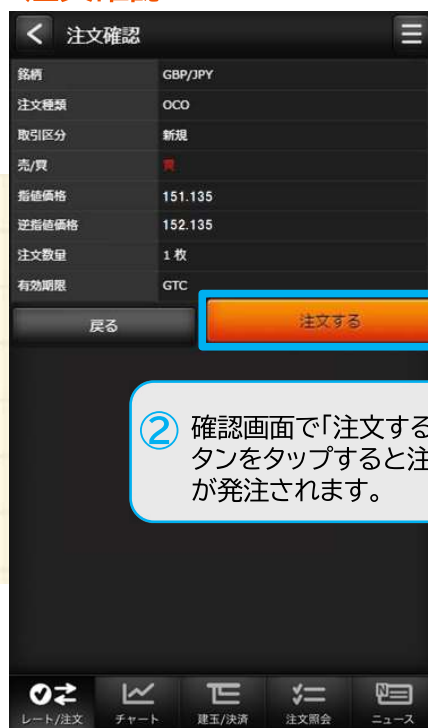 注文確認
銘柄 GBP/JPY
注文種類 OCO
取引区分 新規
売/買 買
指値価格 151.135
逆指値価格 152.135
注文数量 1 枚
有効期限 GTC
戻る 注文する
② 確認画面で「注文する
タンをタップすると注
が発注されます。
レート/注文 チャート 建玉/決済 注文照会 ニュース